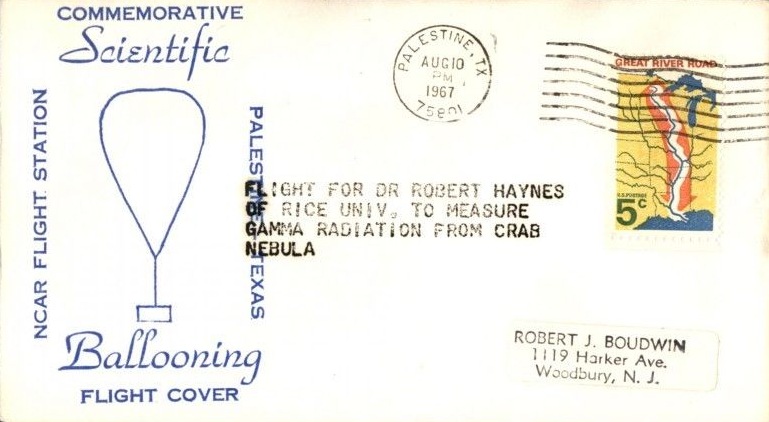 COMMEMORATIVE
Scientific
NCAR FLIGHT STATION
PALESTINE, TEXAS
Ballooning
FLIGHT COVER
FLIGHT FOR DR ROBERT HAYNES
OF RICE UNIV. TO MEASURE
GAMMA RADIATION FROM CRAB
NEBULA
PALESTINE, TX
AUG10
PM
1967
75801
GREAT RIVER ROAD
U.S. POSTAGE
5c
ROBERT J. BOUDWIN
1119 Harker Ave.
Woodbury, N. J.